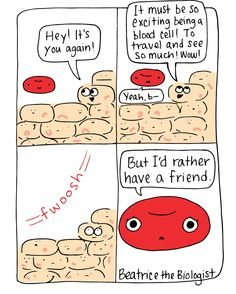 Hey! It's
you again!
It must be so
exciting being a
blood cell! To
travel and see
so much! Wow!
Yeah, b—
fwoosh
But I'd rather
have a friend.
Beatrice the Biologist